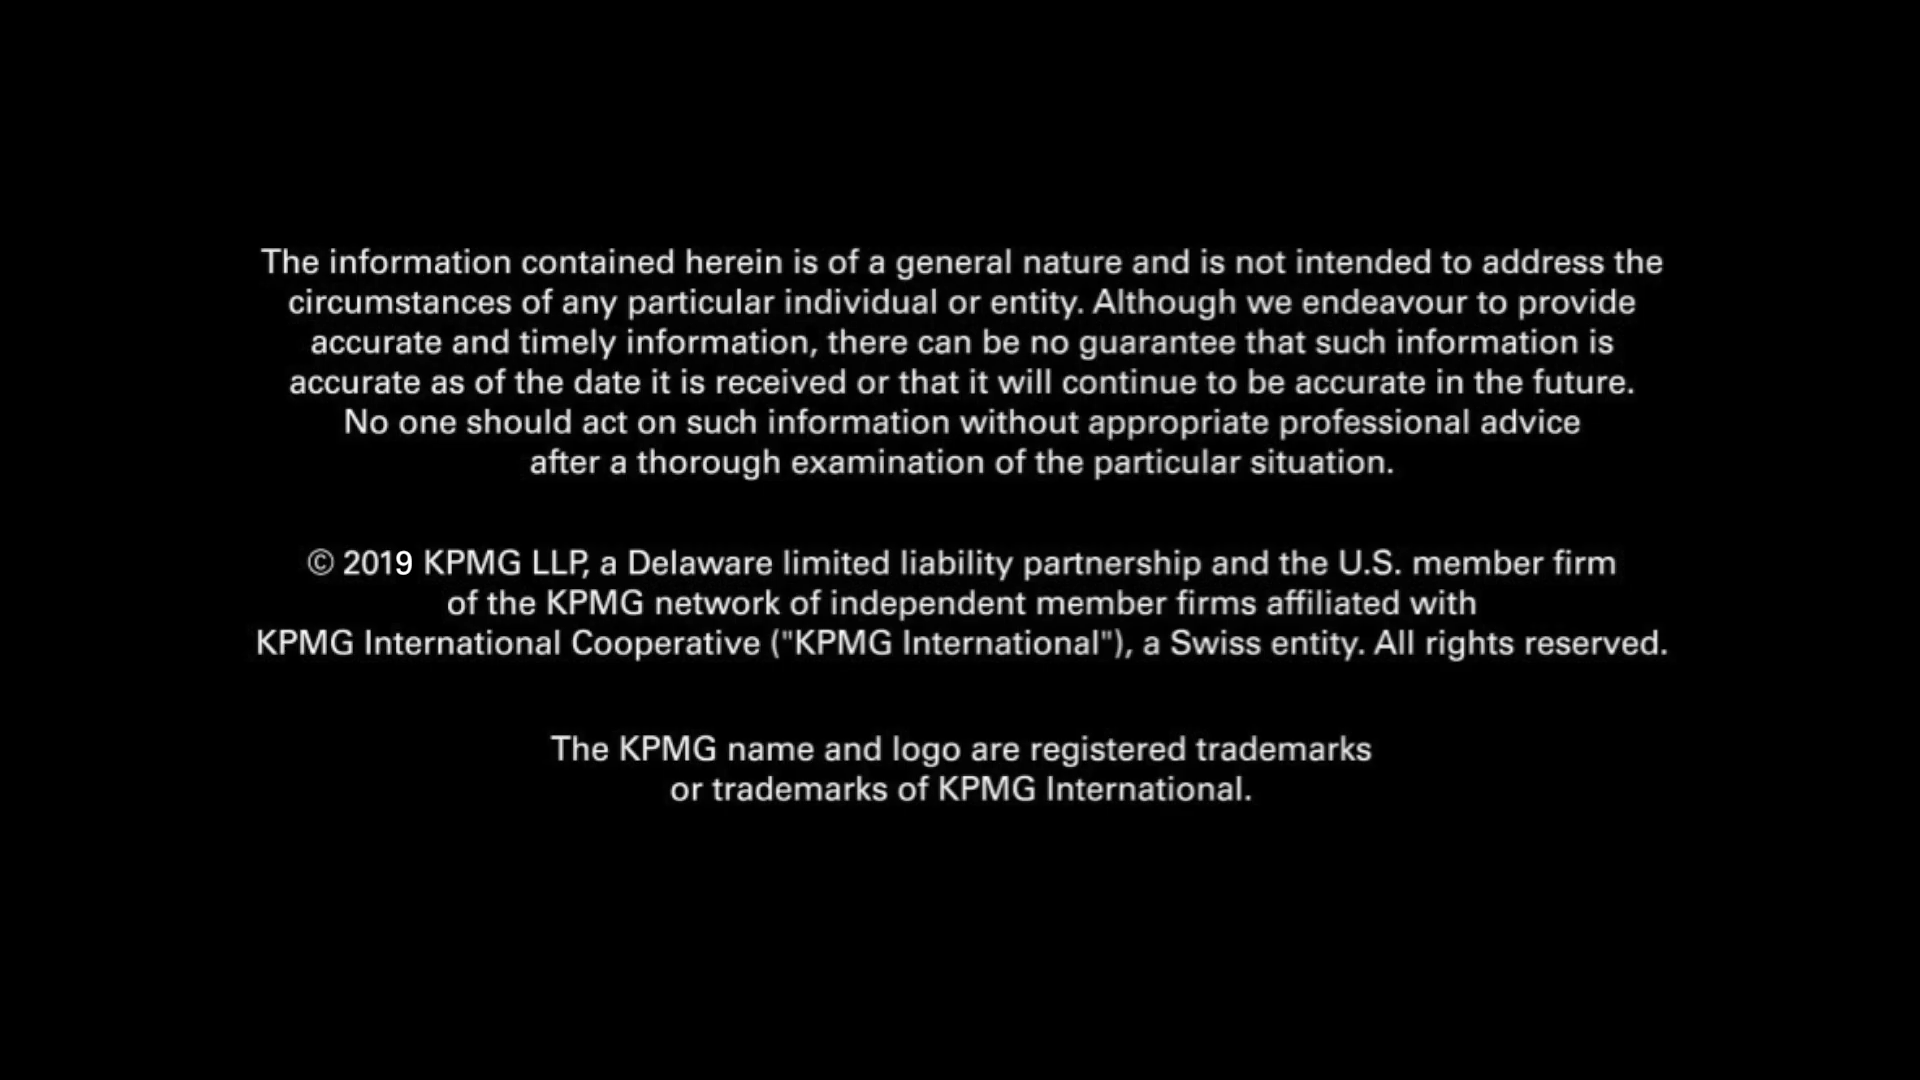 The information contained herein is of a general nature and is not intended to address the
circumstances of any particular individual or entity. Although we endeavour to provide
accurate and timely information, there can be no guarantee that such information is
accurate as of the date it is received or that it will continue to be accurate in the future.
No one should act on such information without appropriate professional advice
after a thorough examination of the particular situation.
© 2019 KPMG LLP, a Delaware limited liability partnership and the U.S. member firm
of the KPMG network of independent member firms affiliated with
KPMG International Cooperative ("KPMG International"), a Swiss entity. All rights reserved.
The KPMG name and logo are registered trademarks
or trademarks of KPMG International.